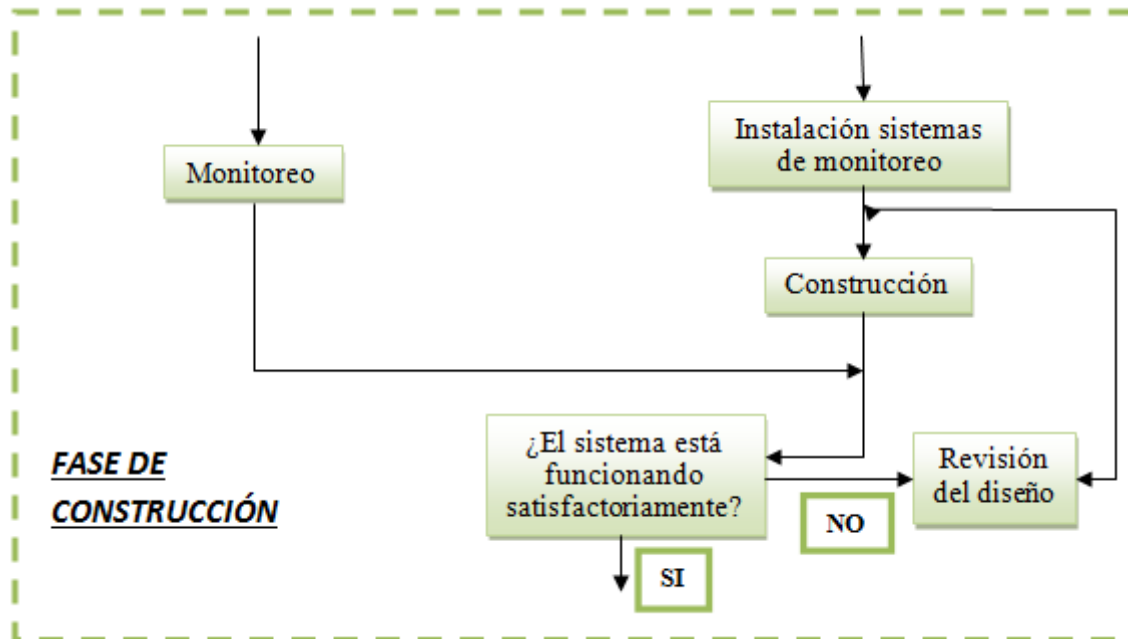 Instalación sistemas
de monitoreo
Monitoreo
Construcción
¿El sistema está
funcionando
satisfactoriamente?
Revisión
del diseño
FASE DE
CONSTRUCCIÓN
NO
SI